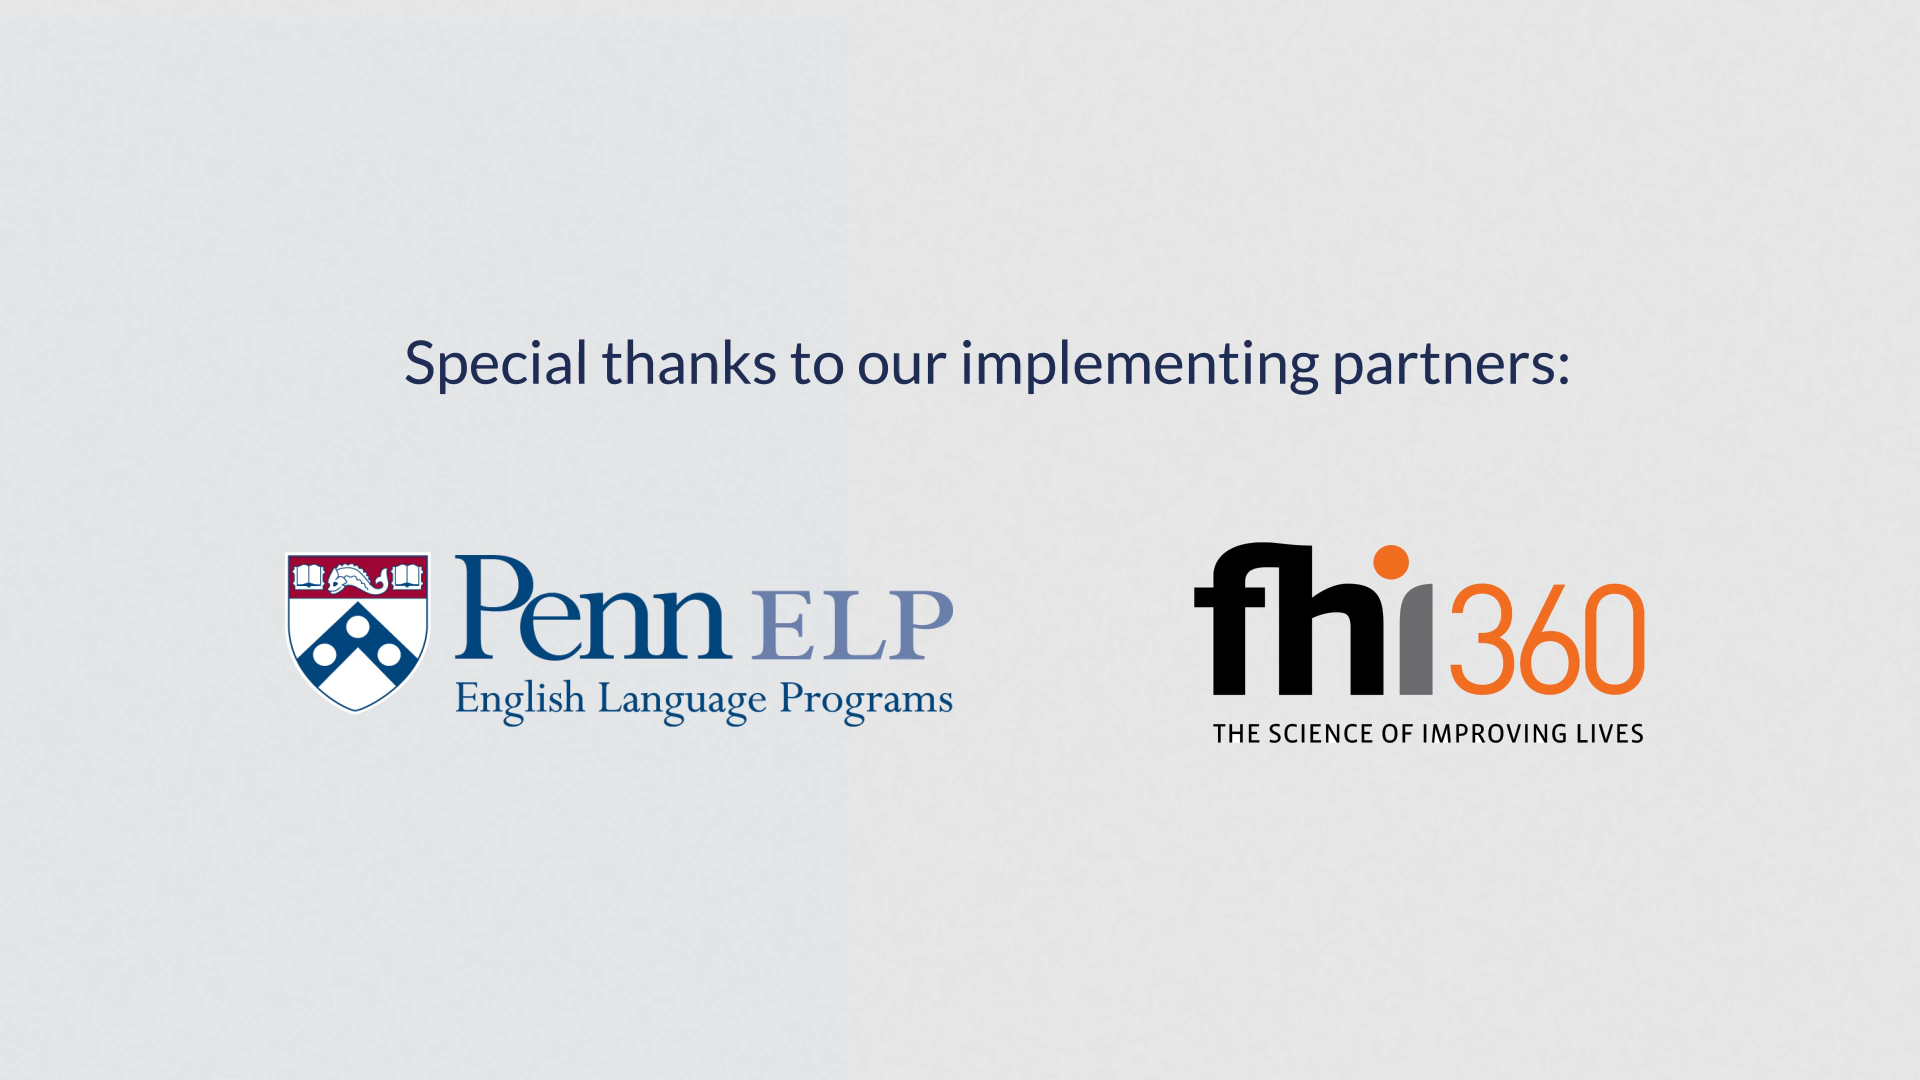 Special thanks to our implementing partners:
Penn ELP
English Language Programs
fhi360
THE SCIENCE OF IMPROVING LIVES